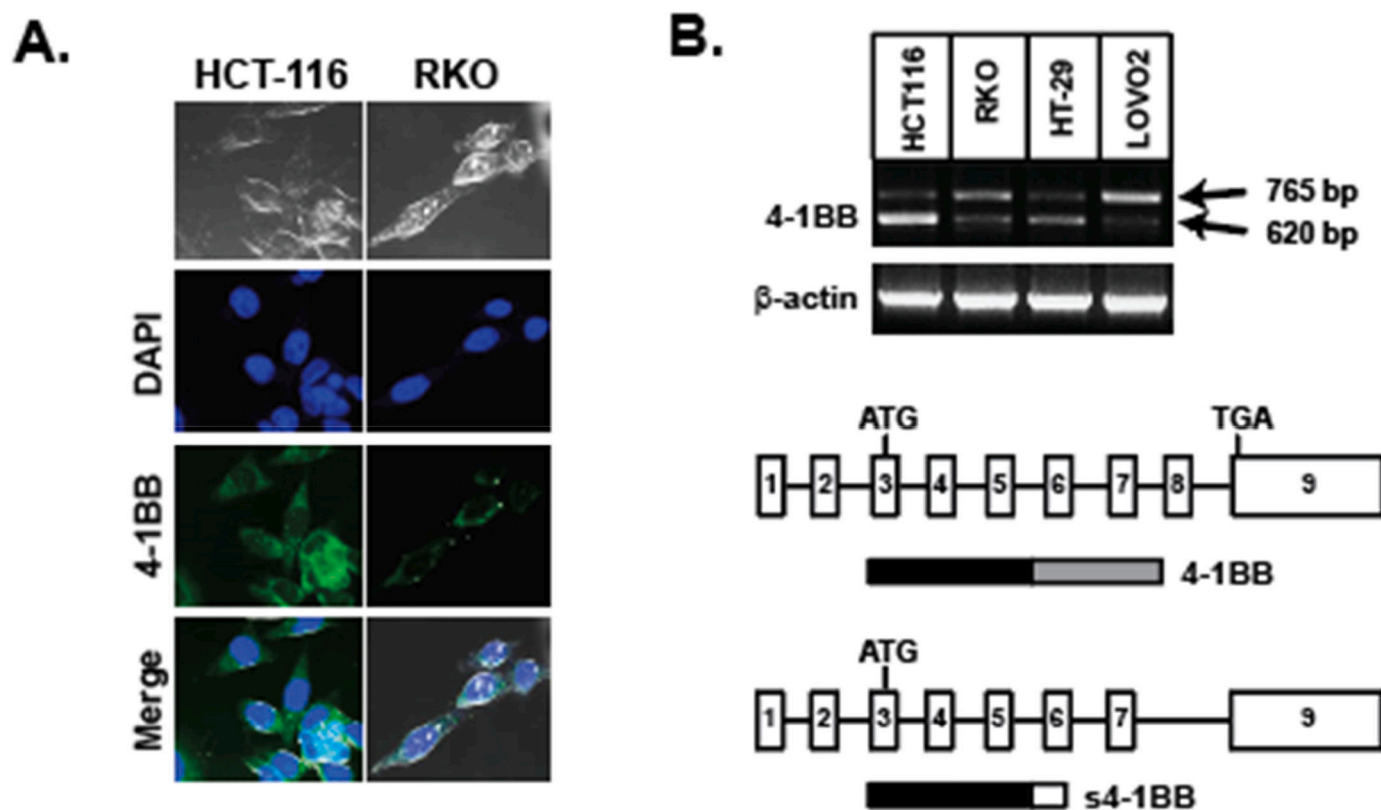 A.
HCT-116 RKO
DAPI
4-1BB
Merge
B.
HCT116 RKO HT-29 LOVO2
4-1BB
765 bp
620 bp
β-actin
ATG TGA
1 2 3 4 5 6 7 8 9
4-1BB
ATG
1 2 3 4 5 6 7 9
s4-1BB